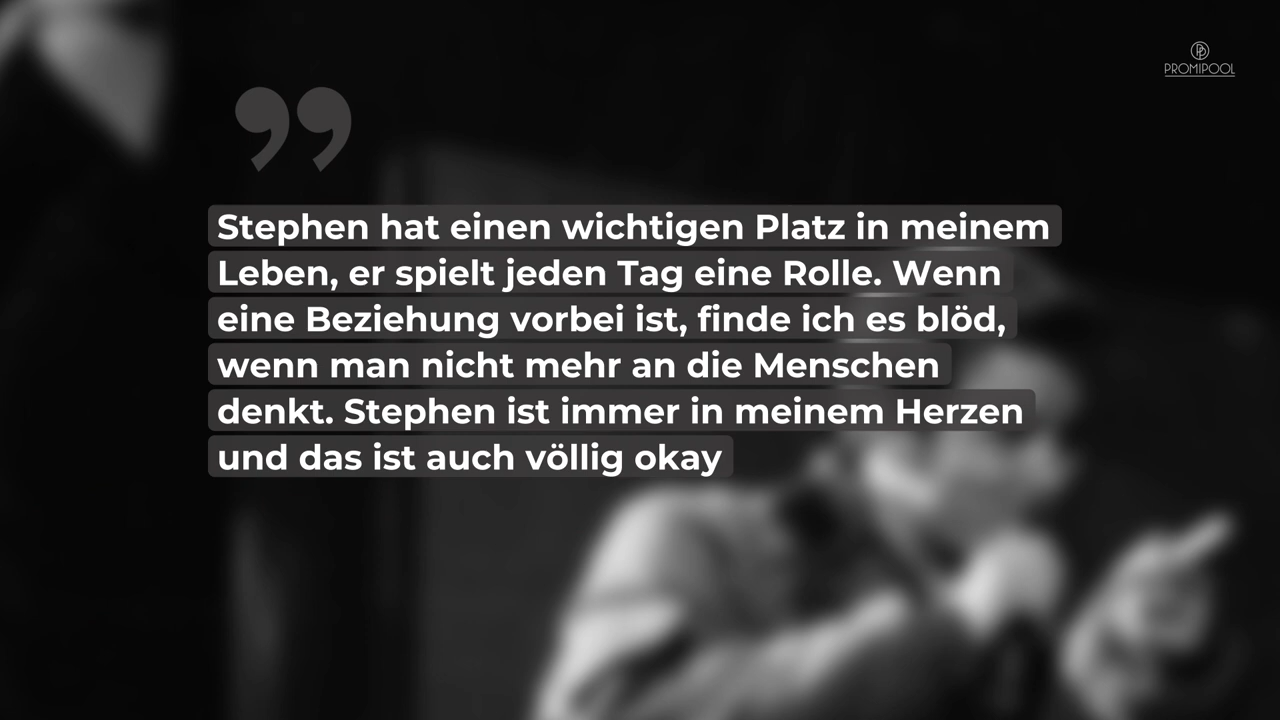 PROMIPOOL
”
Stephen hat einen wichtigen Platz in meinem
Leben, er spielt jeden Tag eine Rolle. Wenn
eine Beziehung vorbei ist, finde ich es blöd,
wenn man nicht mehr an die Menschen
denkt. Stephen ist immer in meinem Herzen
und das ist auch völlig okay